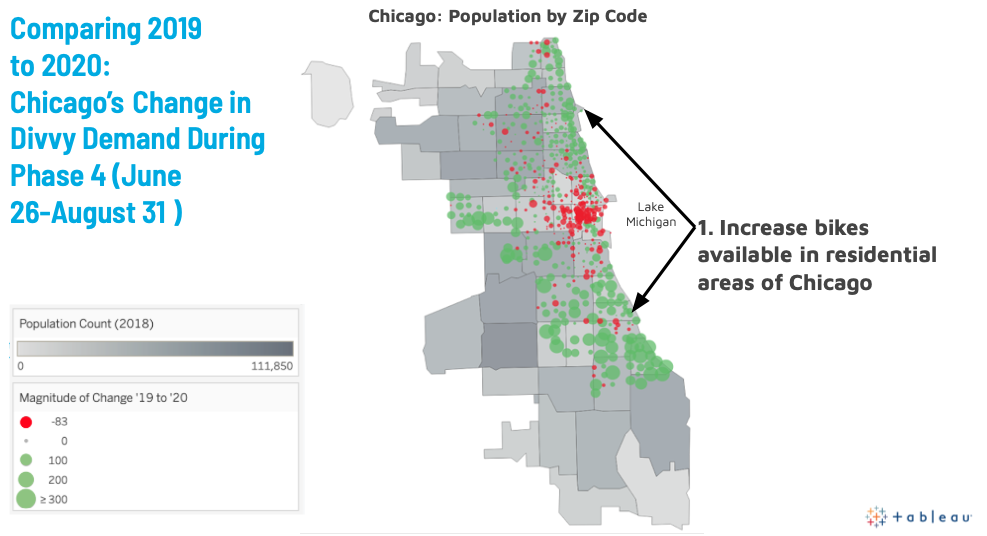 Comparing 2019
to 2020:
Chicago's Change in
Divvy Demand During
Phase 4 (June
26-August 31 )
Chicago: Population by Zip Code
Lake
Michigan
1. Increase bikes
available in residential
areas of Chicago
Population Count (2018)
0 111,850
Magnitude of Change '19 to '20
-83
0
100
200
≥ 300
+ableau